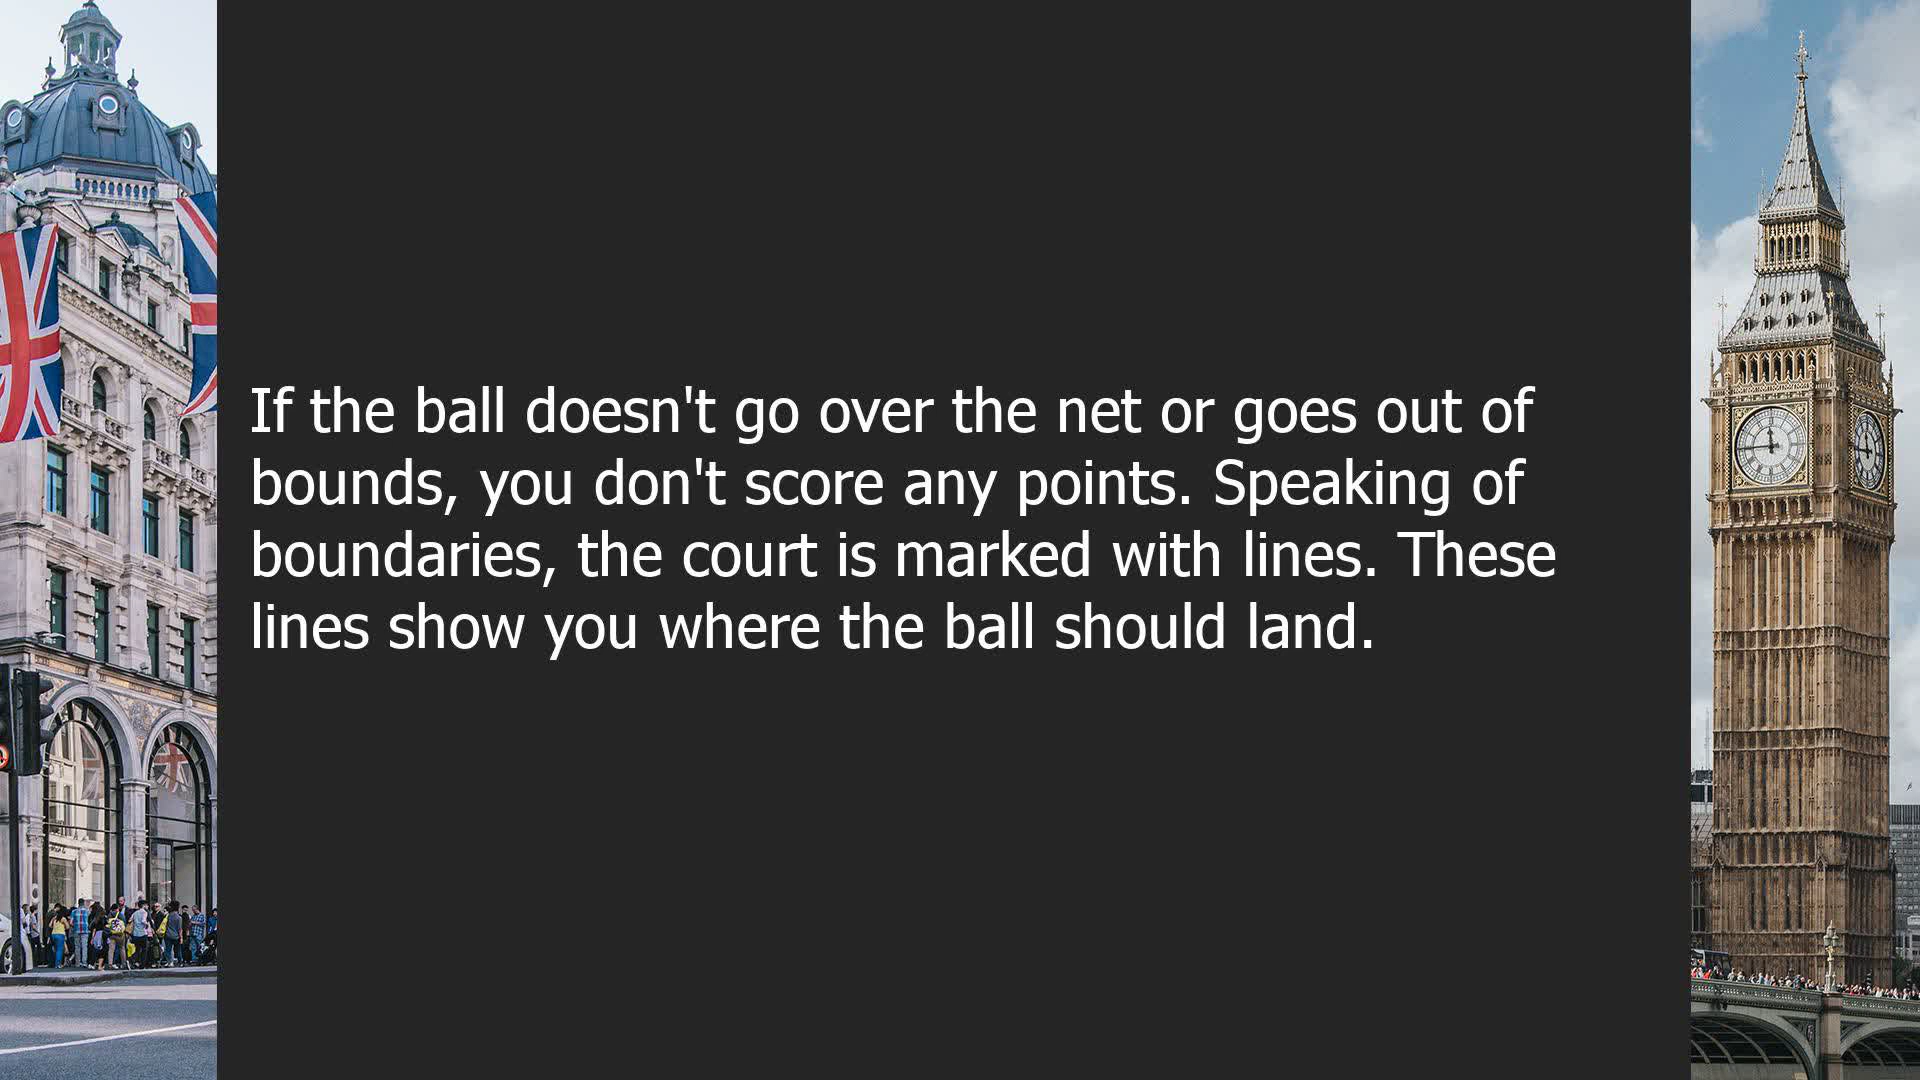 If the ball doesn't go over the net or goes out of
bounds, you don't score any points. Speaking of
boundaries, the court is marked with lines. These
lines show you where the ball should land.